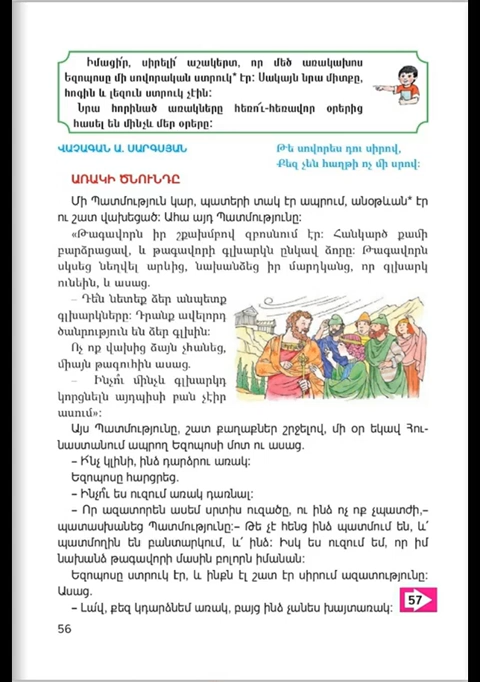 Իմացի՛ր, սիրելի՛ աշակերտ, որ մեծ առակախոս
Եզոպոսը մի սովորական ստրուկ* էր: Սակայն նրա միտքը,
հոգին և լեզուն ստրուկ չէին:
Նրա հորինած առակները հեռո՜ւ-հեռավոր օրերից
հասել են մինչև մեր օրերը:
ՎԱՉԱԳԱՆ Ա. ՍԱՐԳՍՅԱՆ
Թե սովորես դու սիրով,
Քեզ չեն հաղթի ոչ մի սրով:
ԱՌԱԿԻ ԾՆՈՒՆԴԸ
Մի Պատմություն կար, պատերի տակ էր ապրում, անօթևան* էր
ու շատ վախեցած: Ահա այդ Պատմությունը:
«Թագավորն իր շքախմբով զբոսնում էր: Հանկարծ քամի
բարձրացավ, և թագավորի գլխարկն ընկավ ձորը: Թագավորն
սկսեց նեղվել արևից, նախանձեց իր մարդկանց, որ գլխարկ
ունեին, և ասաց.
– Դե՛ն նետեք ձեր անպետք
գլխարկները: Դրանք ավելորդ
ծանրություն են ձեր գլխին:
Ոչ ոք վախից ձայն չհանեց,
միայն թագուհին ասաց.
– Ինչո՞ւ մինչև գլխարկդ
կորցնելն այդպիսի բան չէիր
ասում»:
Այս Պատմությունը, շատ քաղաքներ շրջելով, մի օր եկավ Հու-
նաստանում ապրող Եզոպոսի մոտ ու ասաց.
– Ի՜նչ կլինի, ինձ դարձրու առակ:
Եզոպոսը հարցրեց.
– Ինչո՞ւ ես ուզում առակ դառնալ:
– Որ ազատորեն ասեմ սրտիս ուզածը, ու ինձ ոչ ոք չպատժի,–
պատասխանեց Պատմությունը:– Թե չէ հենց ինձ պատմում են, և՛
պատմողին են բանտարկում, և՛ ինձ: Իսկ ես ուզում եմ, որ իմ
նախանձ թագավորի մասին բոլորն իմանան:
Եզոպոսը ստրուկ էր, և ինքն էլ շատ էր սիրում ազատությունը:
Ասաց.
– Լա՛վ, քեզ կդարձնեմ առակ, բայց ինձ չանես խայտառակ:
57
56